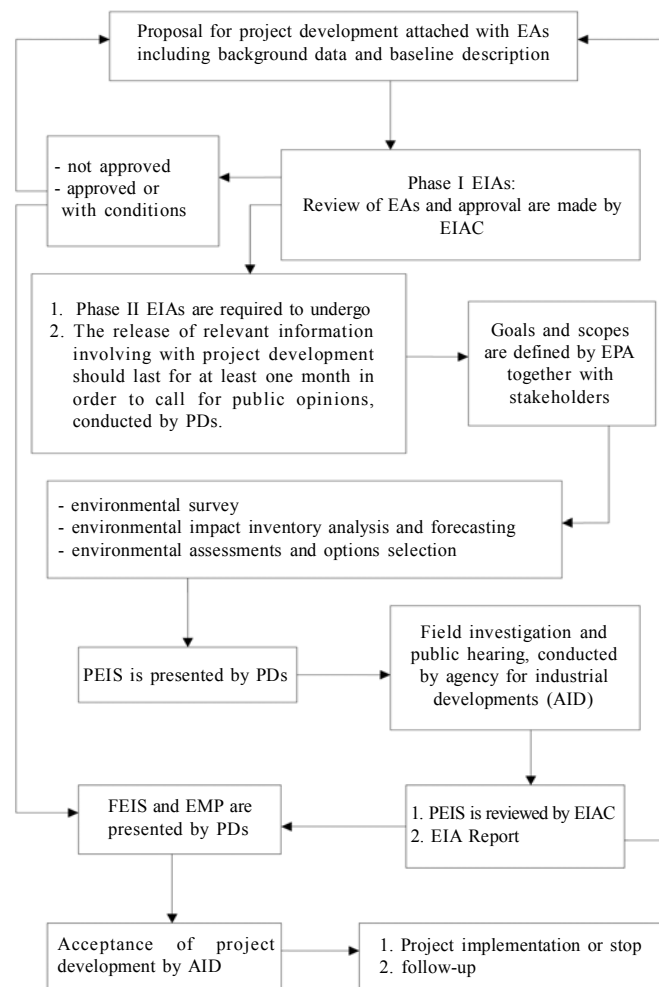 Proposal for project development attached with EAs
including background data and baseline description
- not approved
- approved or
with conditions
Phase I EIAs:
Review of EAs and approval are made by
EIAC
1. Phase II EIAs are required to undergo
2. The release of relevant information
involving with project development
should last for at least one month in
order to call for public opinions,
conducted by PDs.
Goals and scopes
are defined by EPA
together with
stakeholders
- environmental survey
- environmental impact inventory analysis and forecasting
- environmental assessments and options selection
PEIS is presented by PDs
Field investigation and
public hearing, conducted
by agency for industrial
developments (AID)
FEIS and EMP are
presented by PDs
1. PEIS is reviewed by EIAC
2. EIA Report
Acceptance of project
development by AID
1. Project implementation or stop
2. follow-up